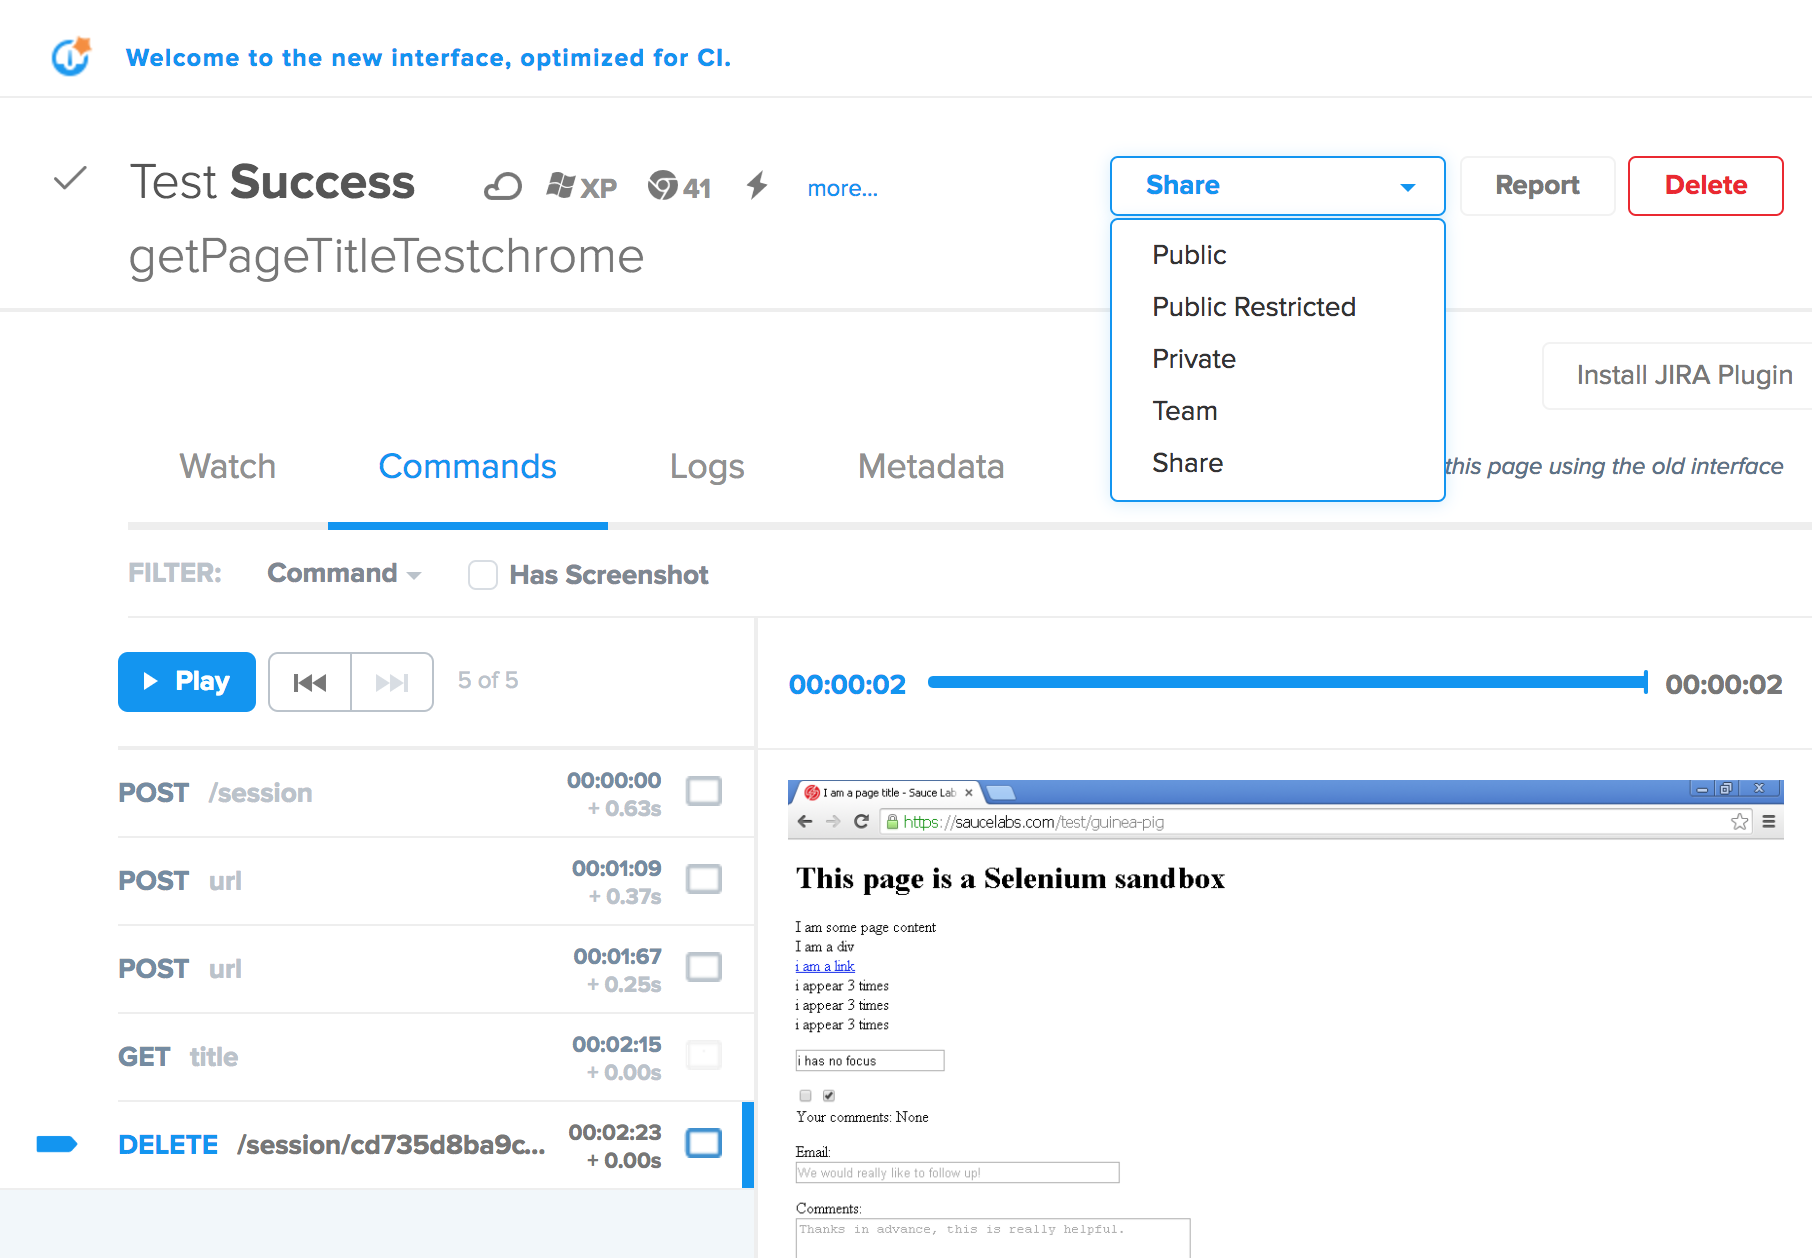 Welcome to the new interface, optimized for CI.
Test Success
XP
41
more...
Share
Report
Delete
getPageTitleTestchrome
Public
Public Restricted
Private
Team
Share
Install JIRA Plugin
Watch
Commands
Logs
Metadata
this page using the old interface
FILTER:
Command
Has Screenshot
Play
5 of 5
00:00:02
00:00:02
POST /session
00:00:00
+ 0.63s
POST url
00:01:09
+ 0.37s
POST url
00:01:67
+ 0.25s
GET title
00:02:15
+ 0.00s
DELETE /session/cd735d8ba9c...
00:02:23
+ 0.00s
I am a page title - Sauce Lab
https://saucelabs.com/test/guinea-pig
This page is a Selenium sandbox
I am some page content
I am a div
i am a link
i appear 3 times
i appear 3 times
i appear 3 times
i has no focus
Your comments: None
Email:
We would really like to follow up!
Comments:
Thanks in advance, this is really helpful.